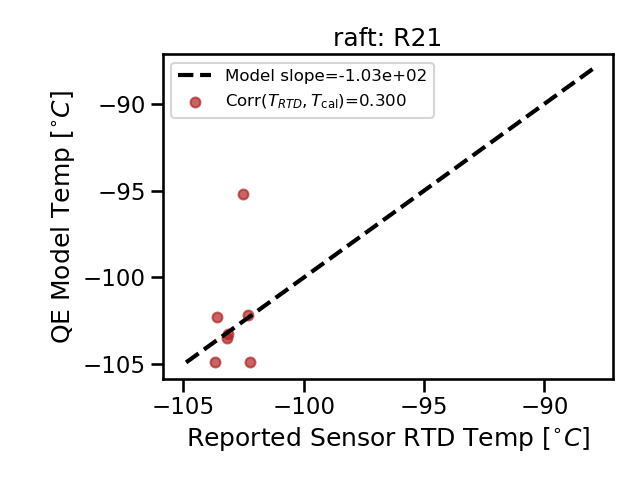 raft: R21
Model slope=-1.03e+02
Corr(T_RTD, T_cal)=0.300
QE Model Temp [°C]
−90
−95
−100
−105
−105 −100 −95 −90
Reported Sensor RTD Temp [°C]